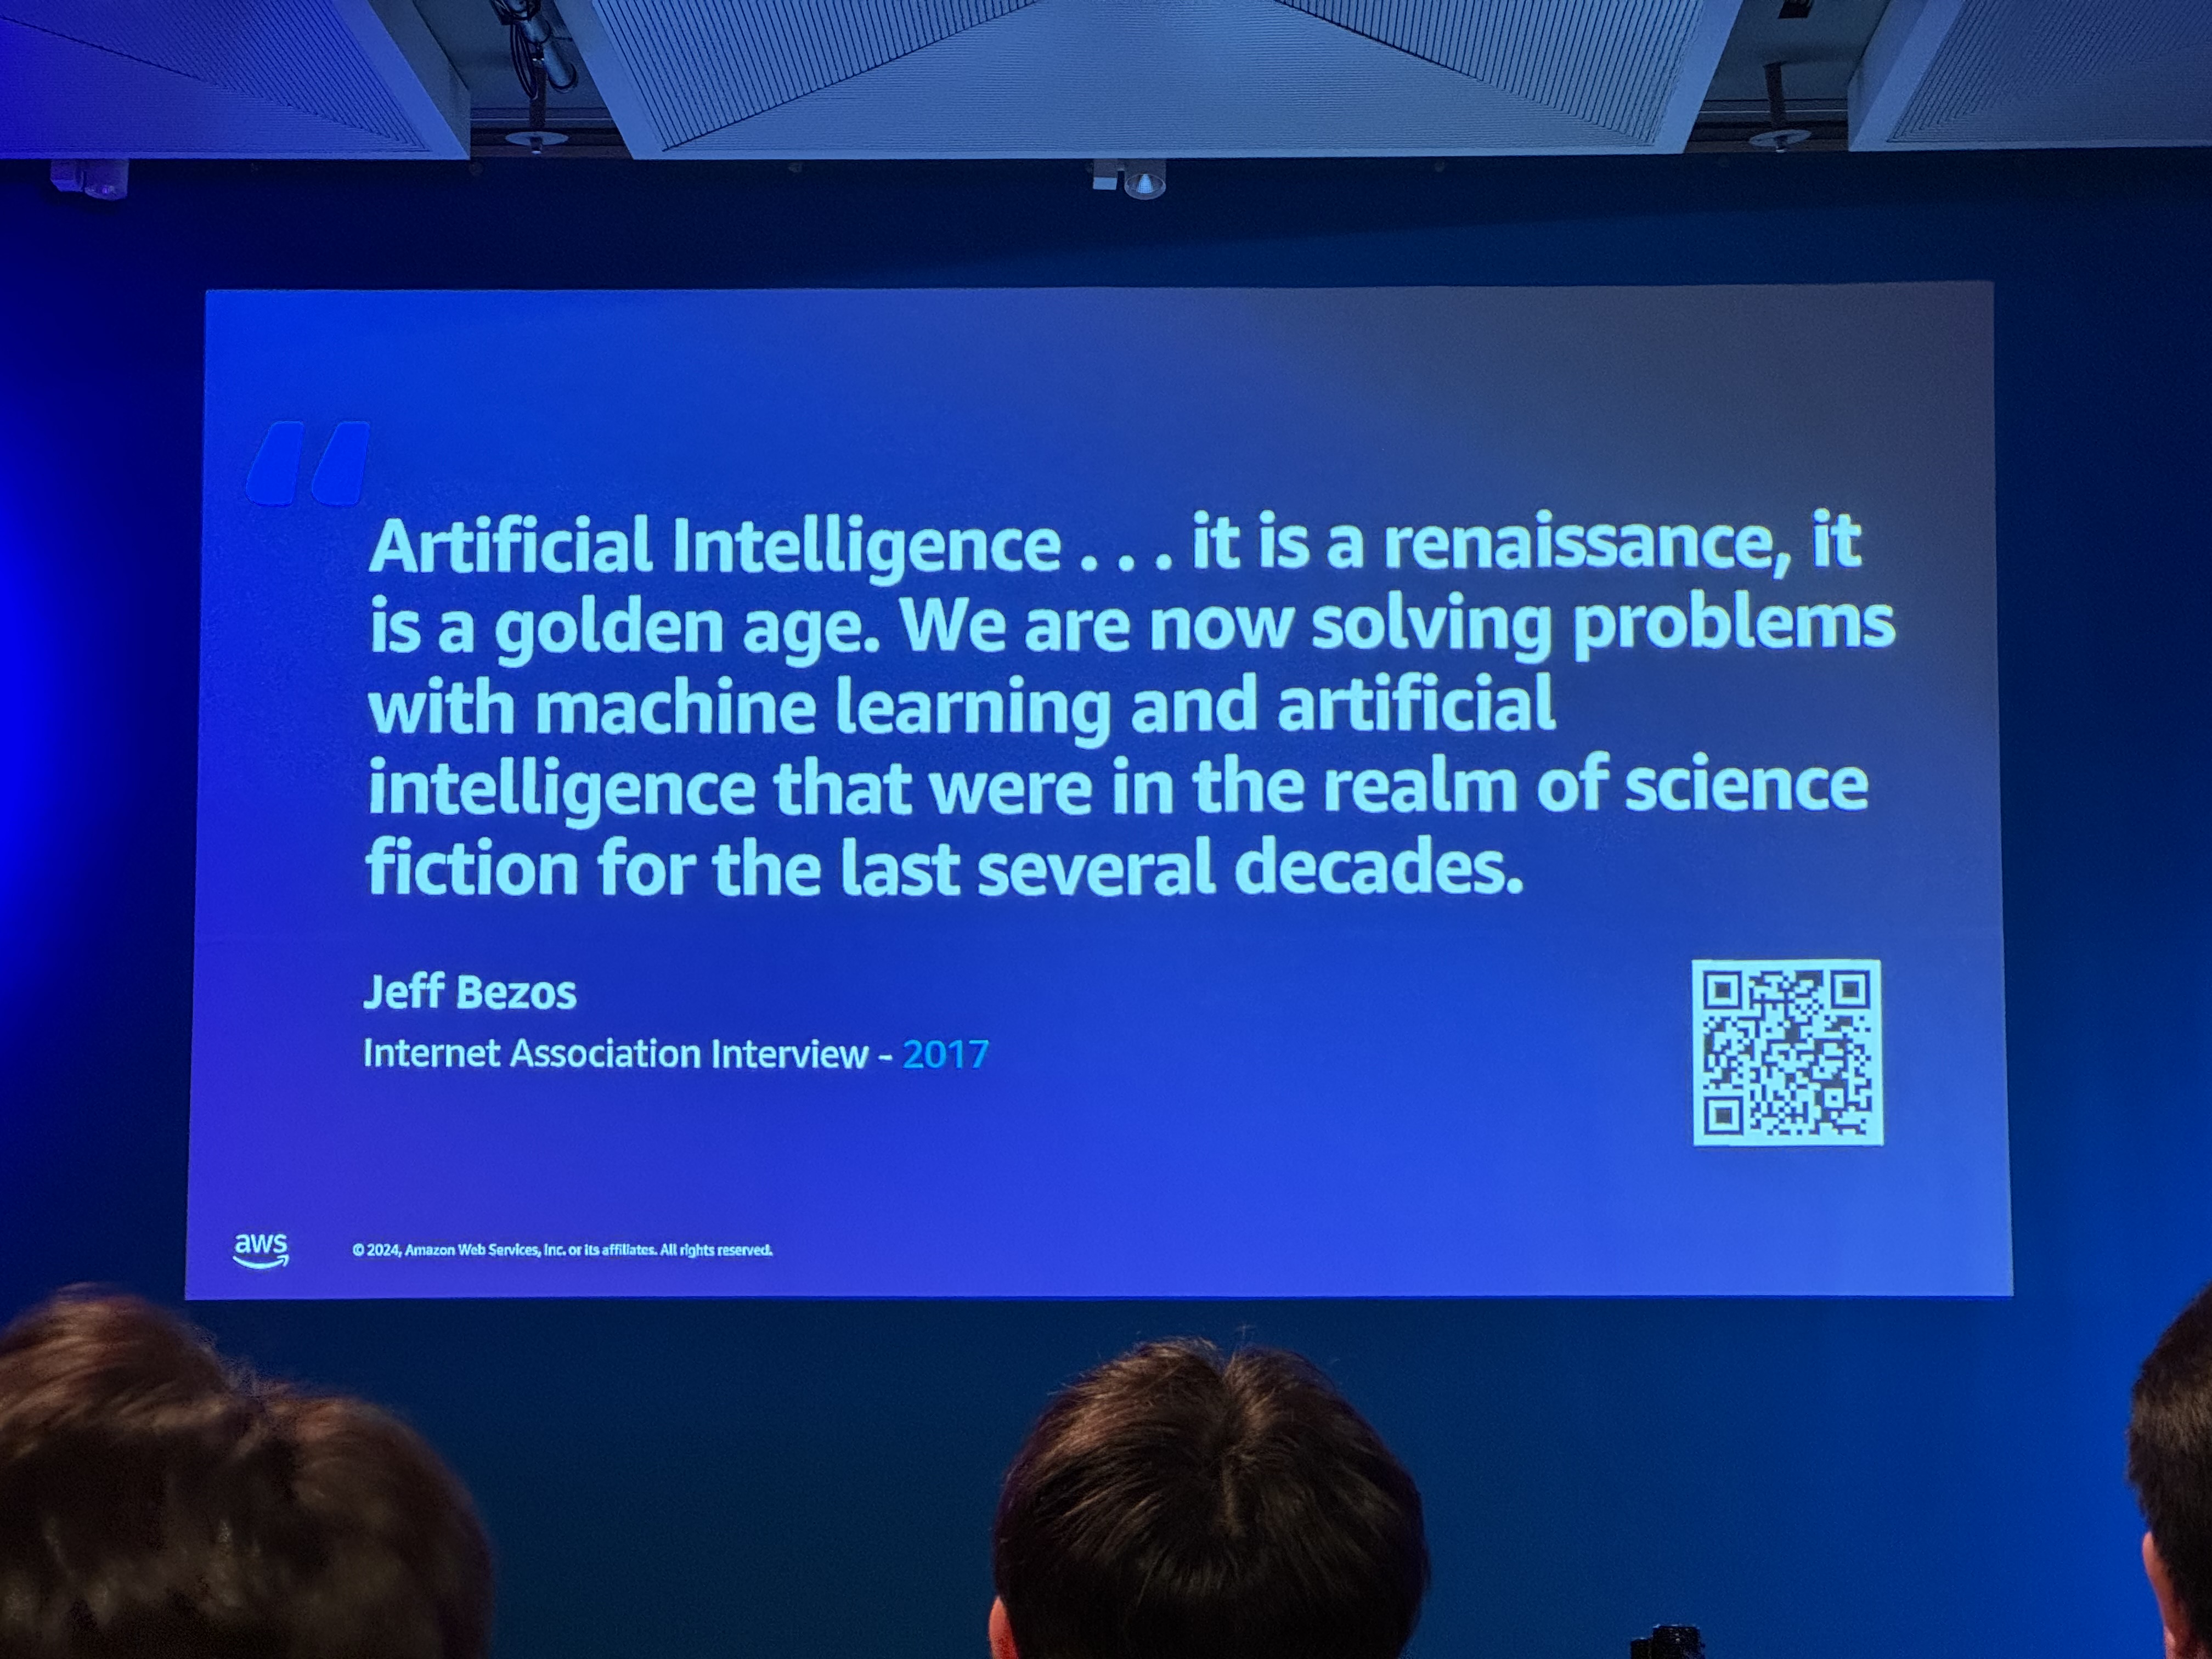 “
Artificial Intelligence . . . it is a renaissance, it
is a golden age. We are now solving problems
with machine learning and artificial
intelligence that were in the realm of science
fiction for the last several decades.
Jeff Bezos
Internet Association Interview - 2017
aws
© 2024, Amazon Web Services, Inc. or its affiliates. All rights reserved.